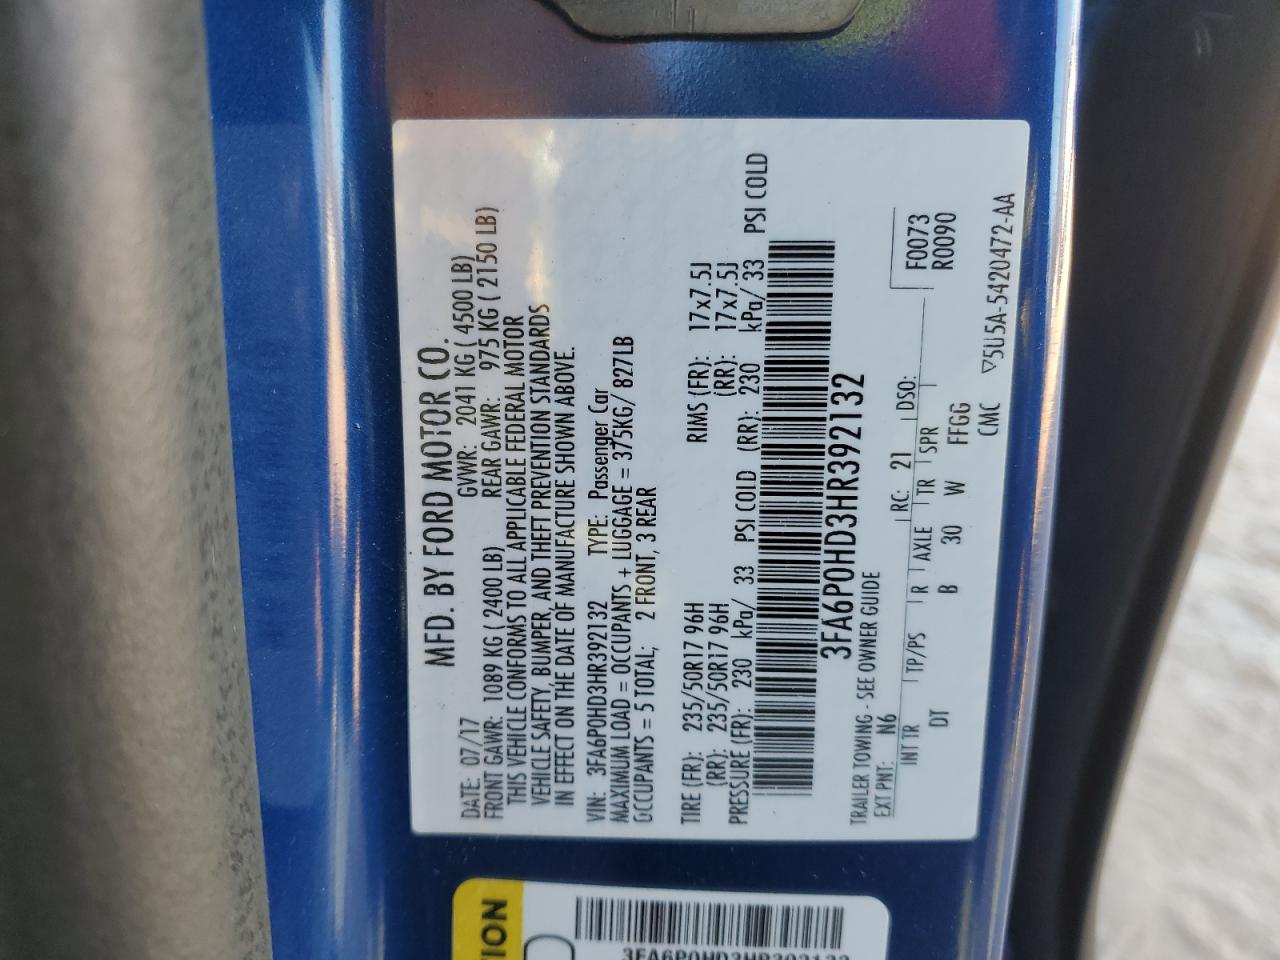 MFD. BY FORD MOTOR CO.
DATE: 07/17 GVWR: 2041 KG ( 4500 LB)
FRONT GAWR: 1089 KG ( 2400 LB) REAR GAWR: 975 KG ( 2150 LB)
THIS VEHICLE CONFORMS TO ALL APPLICABLE FEDERAL MOTOR
VEHICLE SAFETY, BUMPER, AND THEFT PREVENTION STANDARDS
IN EFFECT ON THE DATE OF MANUFACTURE SHOWN ABOVE.
VIN: 3FA6P0HD3HR392132 TYPE: Passenger Car
MAXIMUM LOAD = OCCUPANTS + LUGGAGE = 375KG/ 827LB
OCCUPANTS = 5 TOTAL; 2 FRONT, 3 REAR
TIRE (FR): 235/50R17 96H RIMS (FR): 17x7.5J
(RR): 235/50R17 96H (RR): 17x7.5J
PRESSURE (FR): 230 kPa/ 33 PSI COLD (RR): 230 kPa/ 33 PSI COLD
3FA6P0HD3HR392132
TRAILER TOWING - SEE OWNER GUIDE
EXT PNT: N6 RC: 21 DSO: F0073
INT TR TP/PS R AXLE TR SPR R0090
DT B 30 W FFGG
CMC ▽5U5A-5420472-AA
TION
3FA6P0HD3HR392132